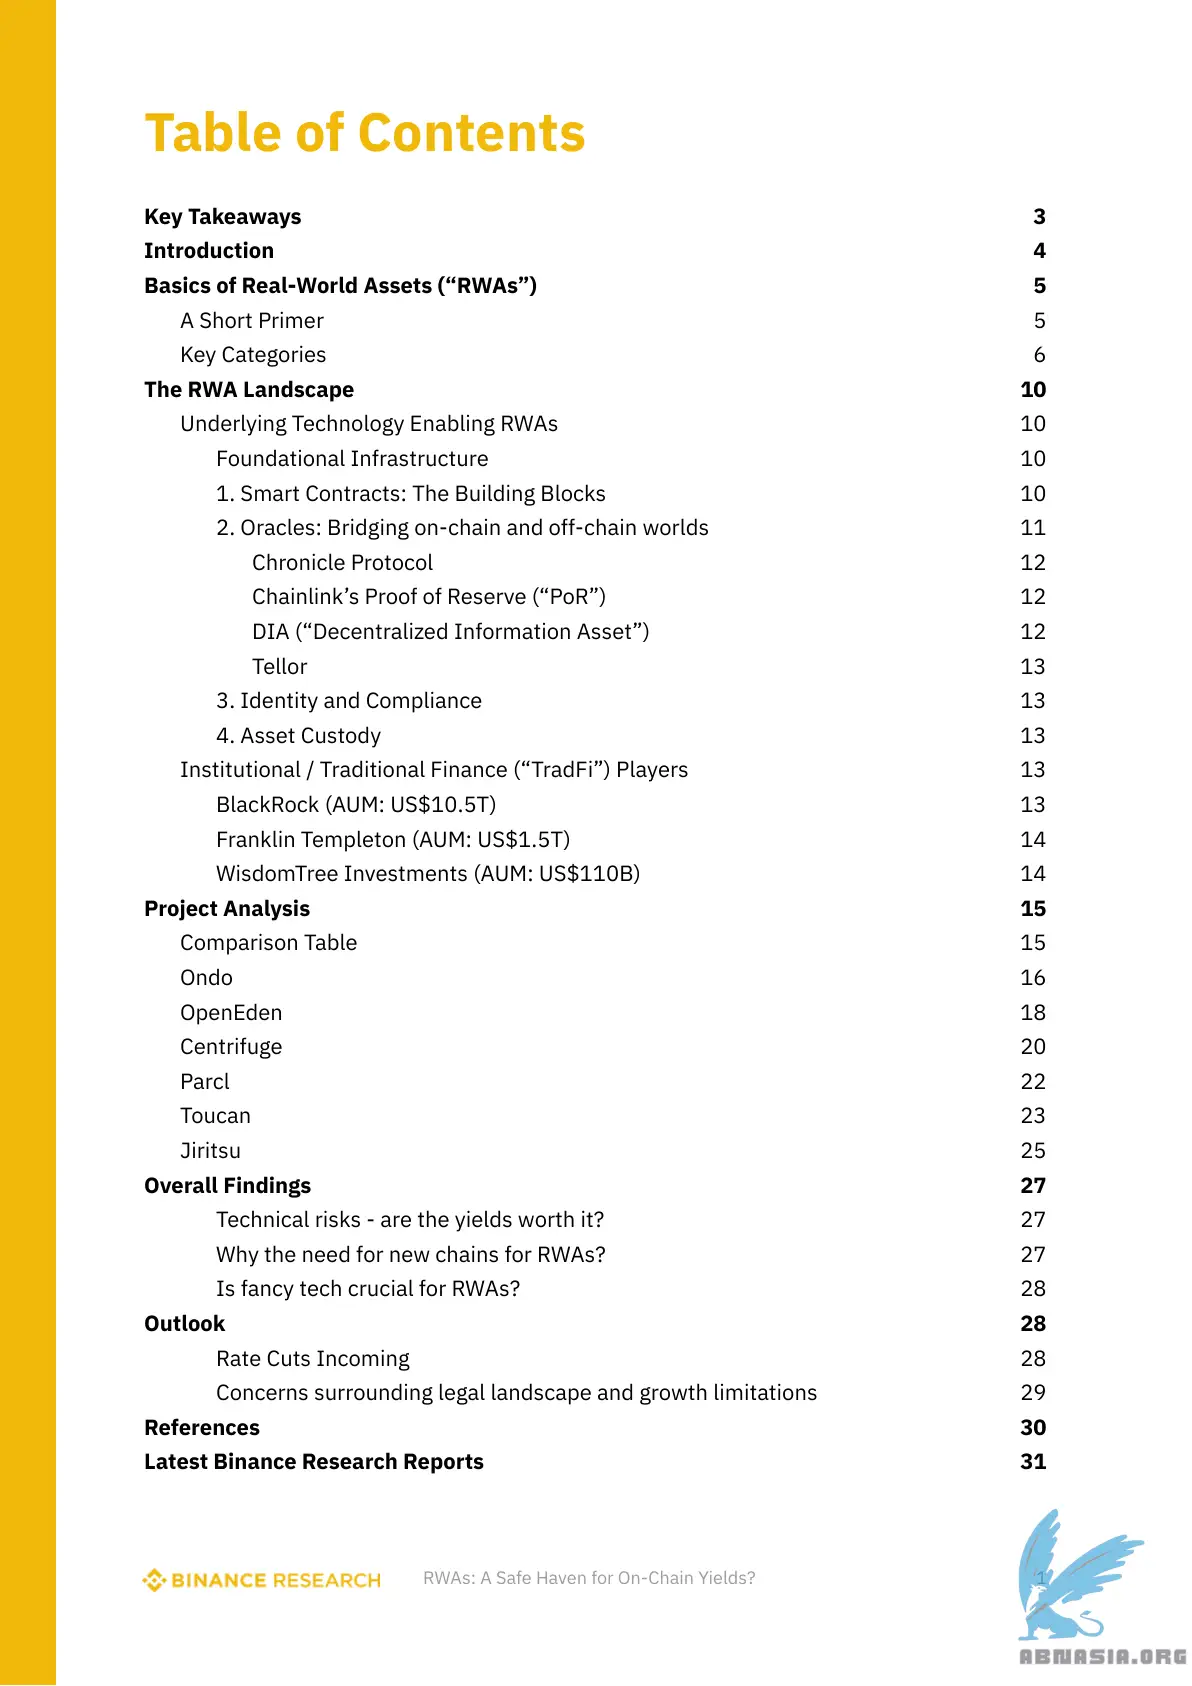 Table of Contents
Key Takeaways 3
Introduction 4
Basics of Real-World Assets (“RWAs”) 5
A Short Primer 5
Key Categories 6
The RWA Landscape 10
Underlying Technology Enabling RWAs 10
Foundational Infrastructure 10
1. Smart Contracts: The Building Blocks 10
2. Oracles: Bridging on-chain and off-chain worlds 11
Chronicle Protocol 12
Chainlink’s Proof of Reserve (“PoR”) 12
DIA (“Decentralized Information Asset”) 12
Tellor 13
3. Identity and Compliance 13
4. Asset Custody 13
Institutional / Traditional Finance (“TradFi”) Players 13
BlackRock (AUM: US$10.5T) 13
Franklin Templeton (AUM: US$1.5T) 14
WisdomTree Investments (AUM: US$110B) 14
Project Analysis 15
Comparison Table 15
Ondo 16
OpenEden 18
Centrifuge 20
Parcl 22
Toucan 23
Jiritsu 25
Overall Findings 27
Technical risks - are the yields worth it? 27
Why the need for new chains for RWAs? 27
Is fancy tech crucial for RWAs? 28
Outlook 28
Rate Cuts Incoming 28
Concerns surrounding legal landscape and growth limitations 29
References 30
Latest Binance Research Reports 31
BINANCE RESEARCH RWAs: A Safe Haven for On-Chain Yields? 1
ABNASIA.ORG